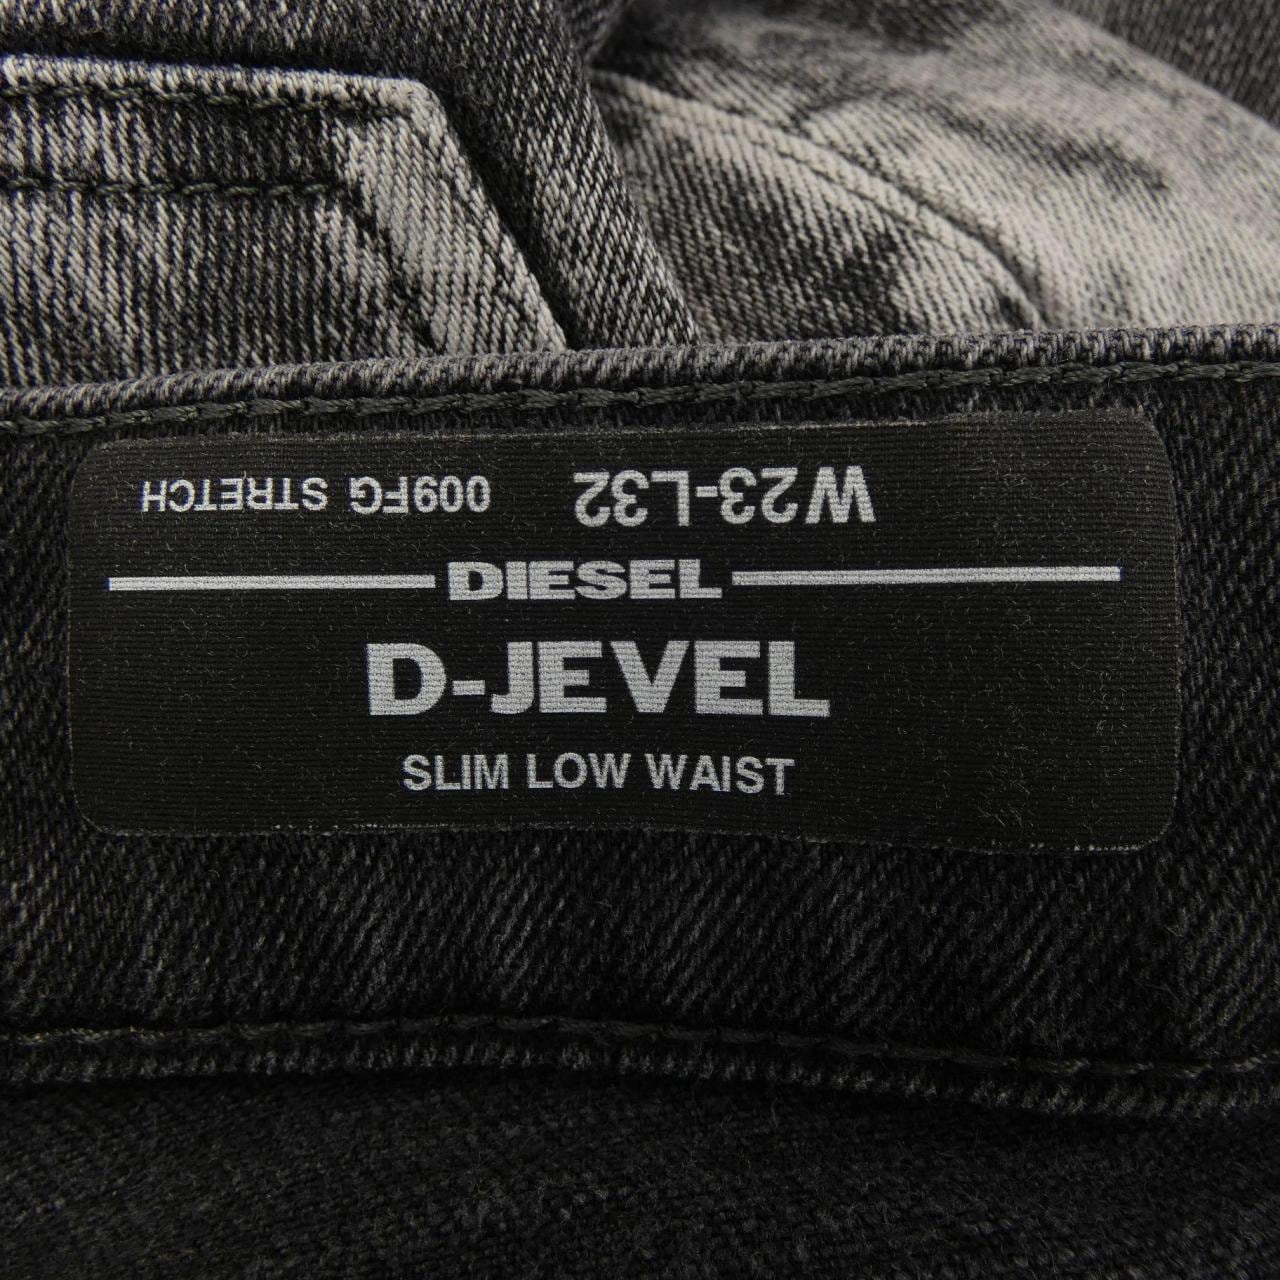 W23-L32 009FG STRETCH
DIESEL
D-JEVEL
SLIM LOW WAIST